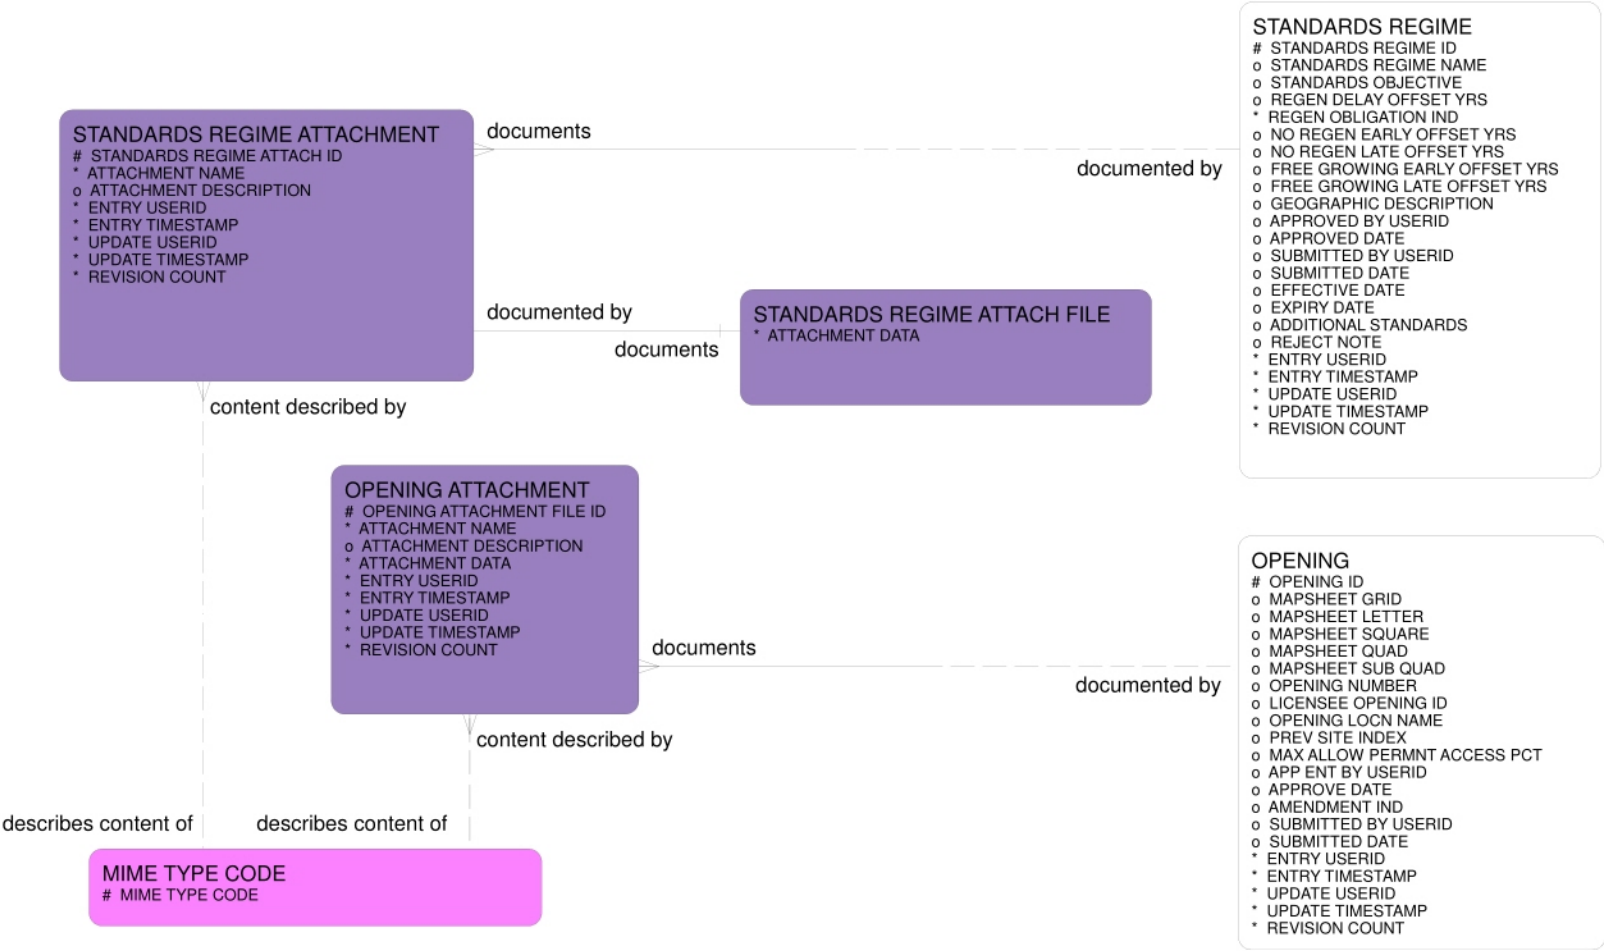 STANDARDS REGIME ATTACHMENT
# STANDARDS REGIME ATTACH ID
* ATTACHMENT NAME
o ATTACHMENT DESCRIPTION
* ENTRY USERID
* ENTRY TIMESTAMP
* UPDATE USERID
* UPDATE TIMESTAMP
* REVISION COUNT
documents
documented by
STANDARDS REGIME
# STANDARDS REGIME ID
o STANDARDS REGIME NAME
o STANDARDS OBJECTIVE
o REGEN DELAY OFFSET YRS
* REGEN OBLIGATION IND
o NO REGEN EARLY OFFSET YRS
o NO REGEN LATE OFFSET YRS
o FREE GROWING EARLY OFFSET YRS
o FREE GROWING LATE OFFSET YRS
o GEOGRAPHIC DESCRIPTION
o APPROVED BY USERID
o APPROVED DATE
o SUBMITTED BY USERID
o SUBMITTED DATE
o EFFECTIVE DATE
o EXPIRY DATE
o ADDITIONAL STANDARDS
o REJECT NOTE
* ENTRY USERID
* ENTRY TIMESTAMP
* UPDATE USERID
* UPDATE TIMESTAMP
* REVISION COUNT
documented by
documents
STANDARDS REGIME ATTACH FILE
* ATTACHMENT DATA
content described by
OPENING ATTACHMENT
# OPENING ATTACHMENT FILE ID
* ATTACHMENT NAME
o ATTACHMENT DESCRIPTION
* ATTACHMENT DATA
* ENTRY USERID
* ENTRY TIMESTAMP
* UPDATE USERID
* UPDATE TIMESTAMP
* REVISION COUNT
documents
documented by
OPENING
# OPENING ID
o MAPSHEET GRID
o MAPSHEET LETTER
o MAPSHEET SQUARE
o MAPSHEET QUAD
o MAPSHEET SUB QUAD
o OPENING NUMBER
o LICENSEE OPENING ID
o OPENING LOCN NAME
o PREV SITE INDEX
o MAX ALLOW PERMNT ACCESS PCT
o APP ENT BY USERID
o APPROVE DATE
o AMENDMENT IND
o SUBMITTED BY USERID
o SUBMITTED DATE
* ENTRY USERID
* ENTRY TIMESTAMP
* UPDATE USERID
* UPDATE TIMESTAMP
* REVISION COUNT
content described by
describes content of
describes content of
MIME TYPE CODE
# MIME TYPE CODE